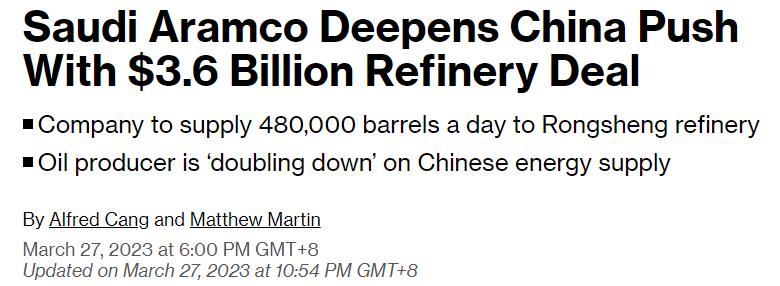 Saudi Aramco Deepens China Push
With $3.6 Billion Refinery Deal
■ Company to supply 480,000 barrels a day to Rongsheng refinery
■ Oil producer is ‘doubling down’ on Chinese energy supply
By Alfred Cang and Matthew Martin
March 27, 2023 at 6:00 PM GMT+8
Updated on March 27, 2023 at 10:54 PM GMT+8